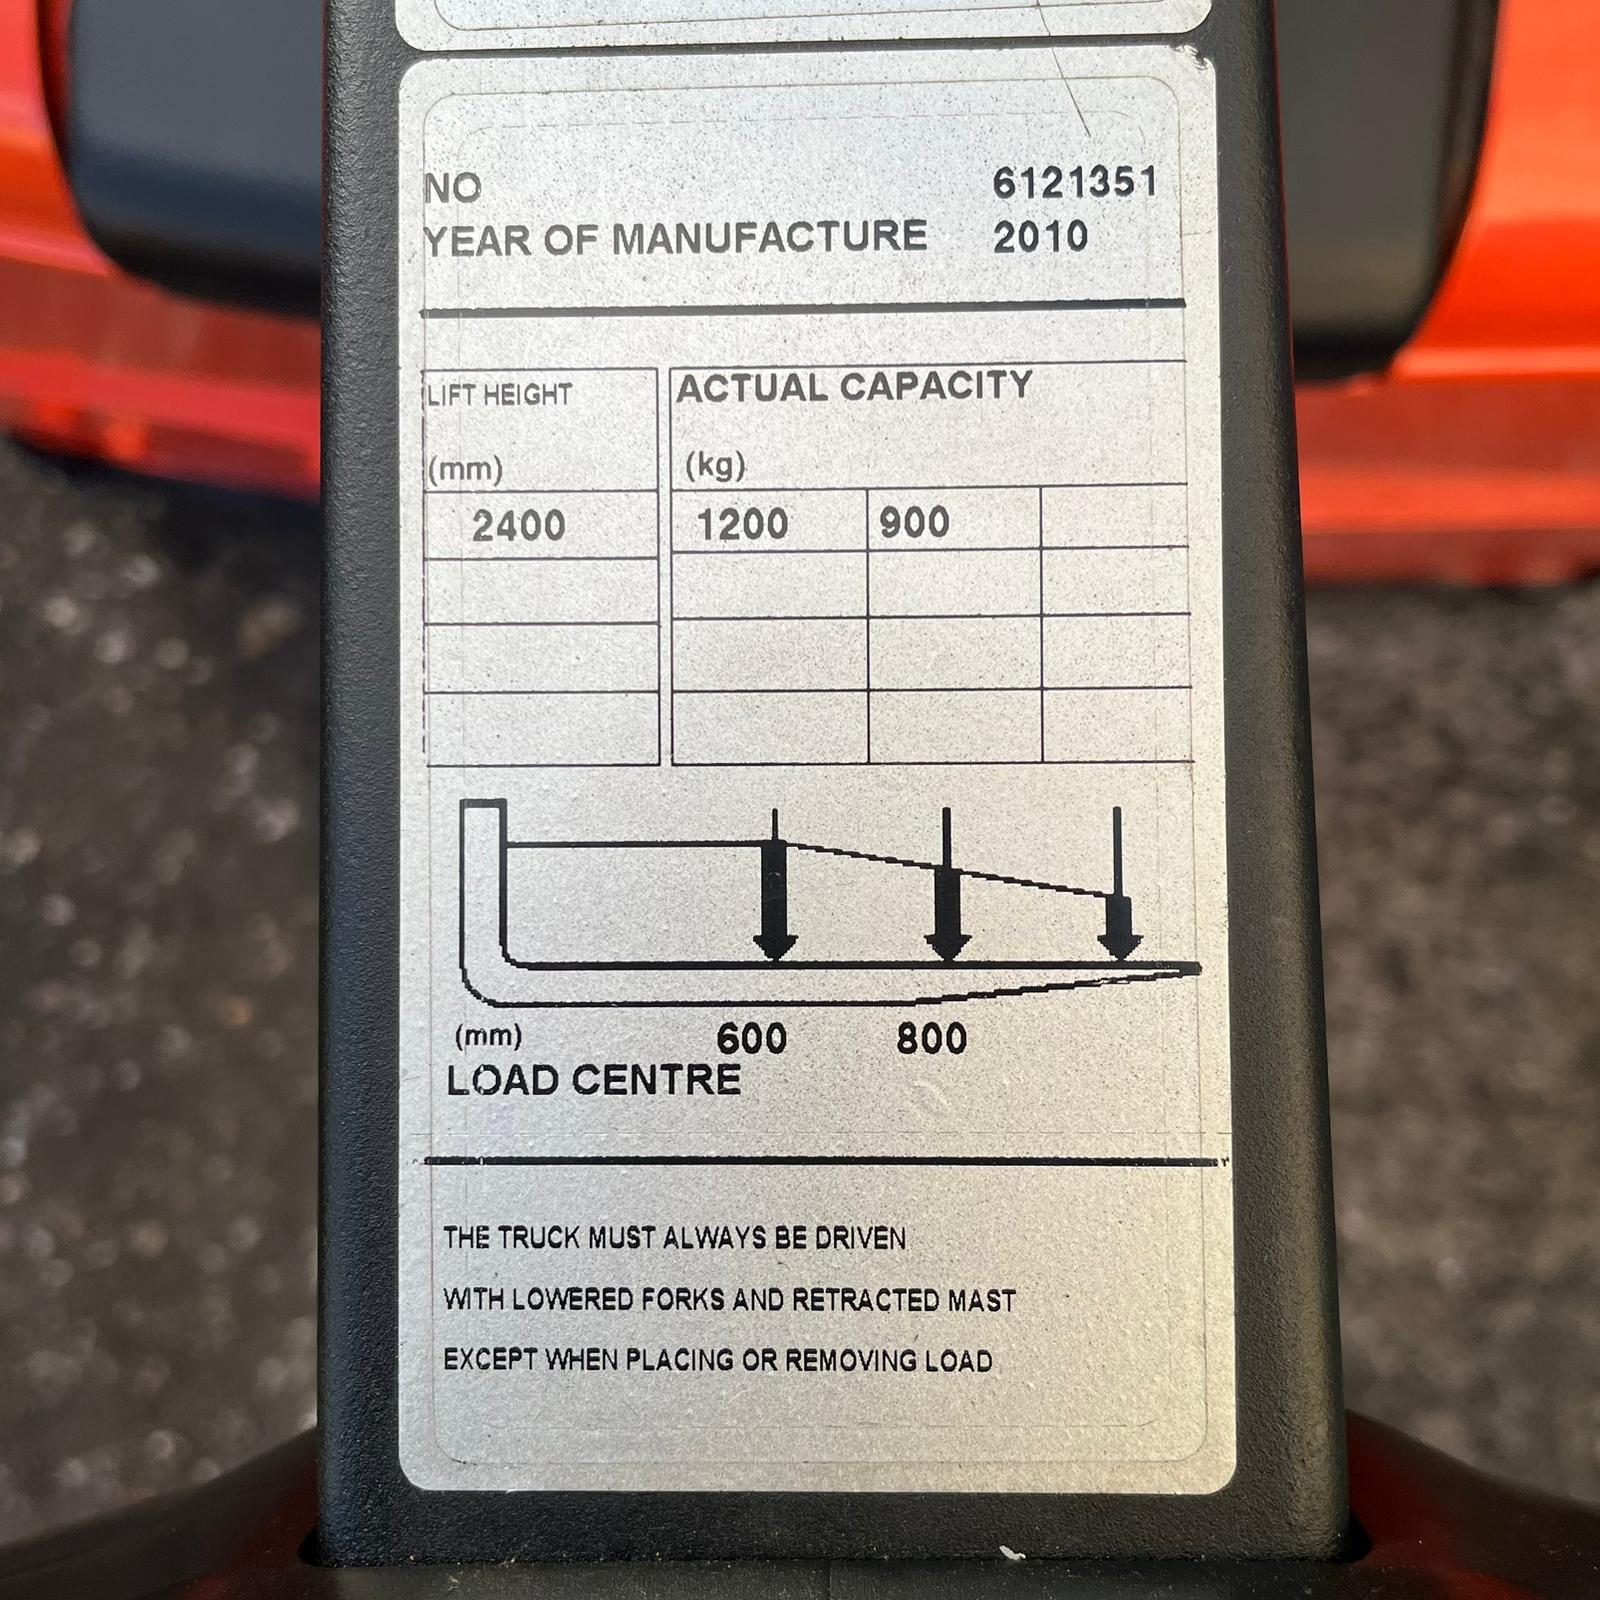 NO 6121351
YEAR OF MANUFACTURE 2010
LIFT HEIGHT ACTUAL CAPACITY
(mm) (kg)
2400 1200 900
(mm) 600 800
LOAD CENTRE
THE TRUCK MUST ALWAYS BE DRIVEN
WITH LOWERED FORKS AND RETRACTED MAST
EXCEPT WHEN PLACING OR REMOVING LOAD